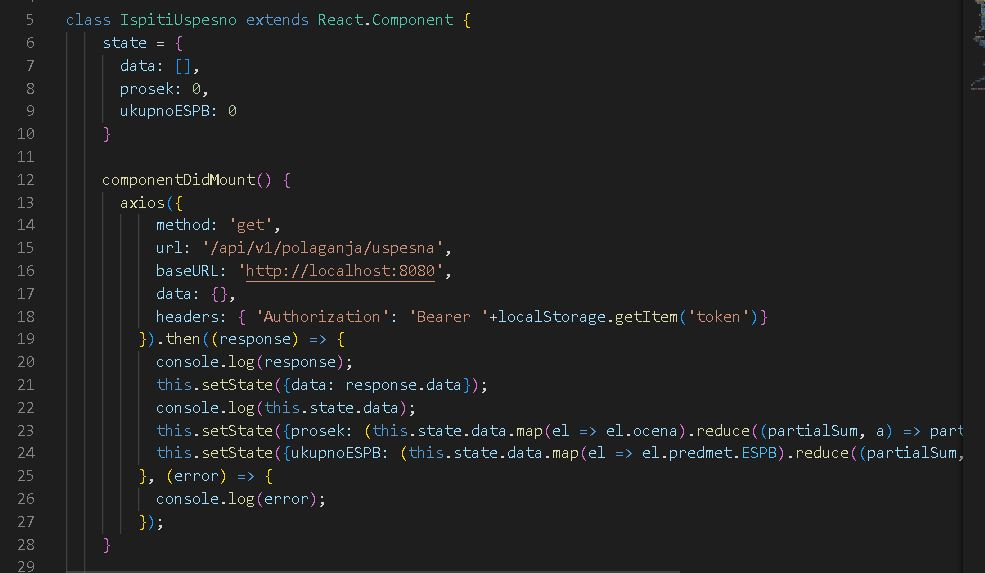 5 class IspitiUspesno extends React.Component {
6 state = {
7 data: [],
8 prosek: 0,
9 ukupnoESPB: 0
10 }
11
12 componentDidMount() {
13 axios({
14 method: 'get',
15 url: '/api/v1/polaganja/uspesna',
16 baseURL: 'http://localhost:8080',
17 data: {},
18 headers: { 'Authorization': 'Bearer '+localStorage.getItem('token')}
19 }).then((response) => {
20 console.log(response);
21 this.setState({data: response.data});
22 console.log(this.state.data);
23 this.setState({prosek: (this.state.data.map(el => el.ocena).reduce((partialSum, a) => part
24 this.setState({ukupnoESPB: (this.state.data.map(el => el.predmet.ESPB).reduce((partialSum,
25 }, (error) => {
26 console.log(error);
27 });
28 }
29